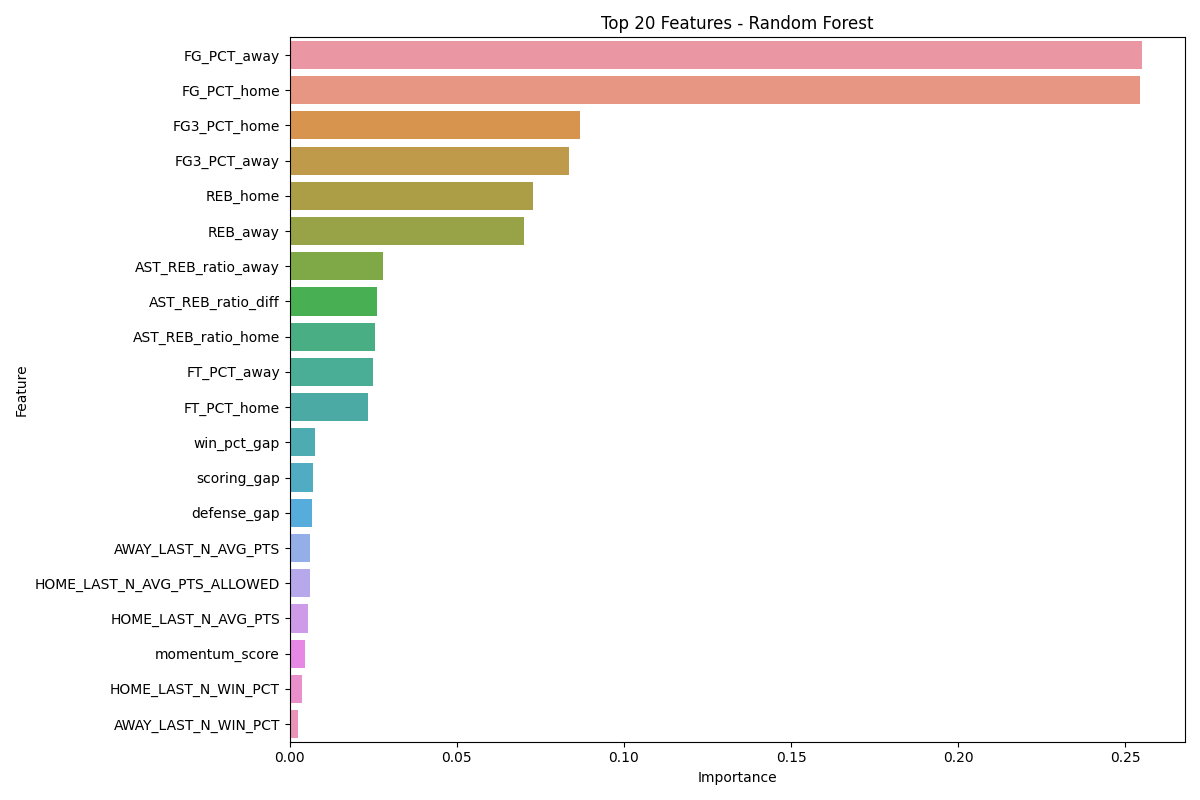 Top 20 Features - Random Forest
FG_PCT_away
FG_PCT_home
FG3_PCT_home
FG3_PCT_away
REB_home
REB_away
AST_REB_ratio_away
AST_REB_ratio_diff
AST_REB_ratio_home
FT_PCT_away
FT_PCT_home
win_pct_gap
scoring_gap
defense_gap
AWAY_LAST_N_AVG_PTS
HOME_LAST_N_AVG_PTS_ALLOWED
HOME_LAST_N_AVG_PTS
momentum_score
HOME_LAST_N_WIN_PCT
AWAY_LAST_N_WIN_PCT
Feature
0.00 0.05 0.10 0.15 0.20 0.25
Importance